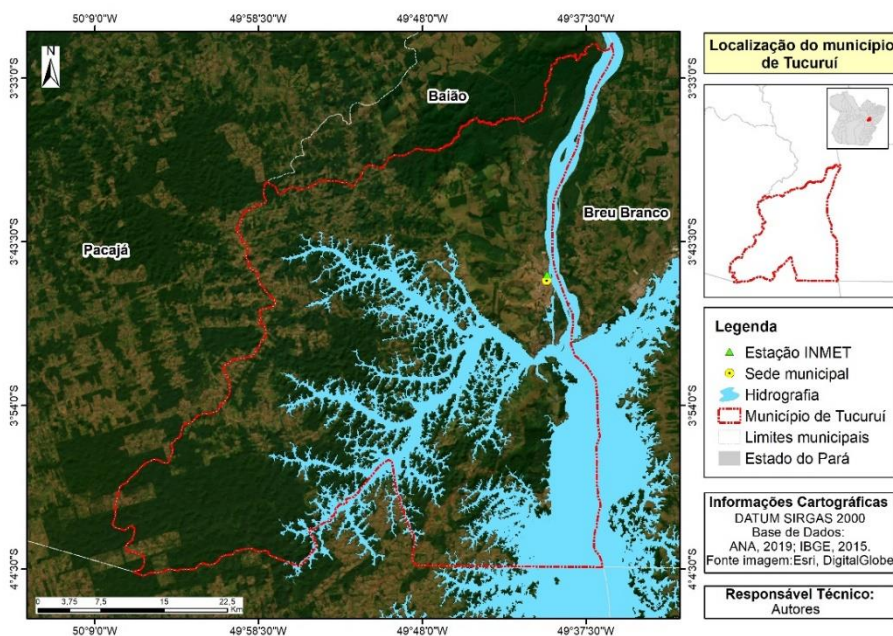 50°9'0"O 49°58'30"O 49°48'0"O 49°37'30"O
N
3°33'0"S
3°43'30"S
3°54'0"S
4°4'30"S
Baião
Breu Branco
Pacajá
0 3,75 7,5 15 22,5
Km
3°33'0"S
3°43'30"S
3°54'0"S
4°4'30"S
50°9'0"O 49°58'30"O 49°48'0"O 49°37'30"O
Localização do município
de Tucuruí
Legenda
Estação INMET
Sede municipal
Hidrografia
Município de Tucuruí
Limites municipais
Estado do Pará
Informações Cartográficas
DATUM SIRGAS 2000
Base de Dados:
ANA, 2019; IBGE, 2015.
Fonte imagem:Esri, DigitalGlobe
Responsável Técnico:
Autores